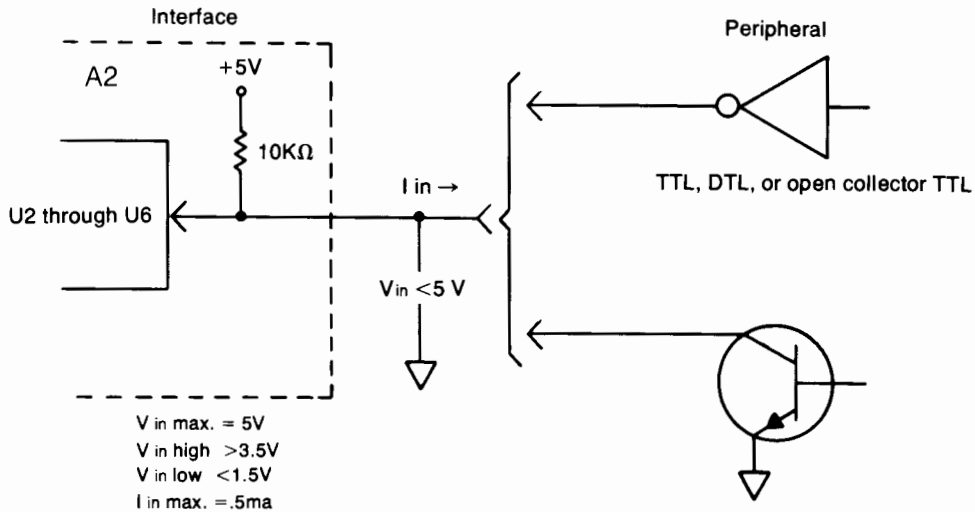 Interface
Peripheral
A2
+5V
10KΩ
I in →
TTL, DTL, or open collector TTL
U2 through U6
Vin <5 V
V in max. = 5V
V in high >3.5V
V in low <1.5V
I in max. =.5ma